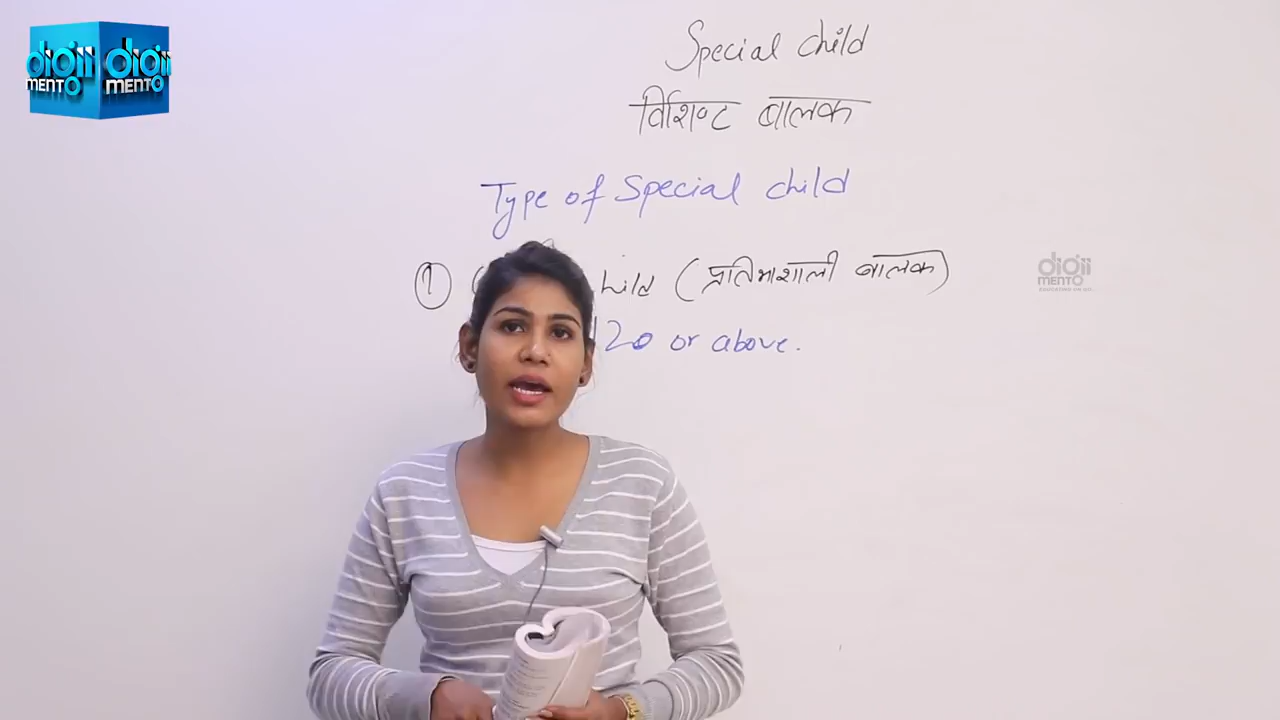 digii digii
MENTO MENTO
Special child
विशिष्ट बालक
Type of Special child
① hild (प्रतिभाशाली बालक)
120 or above.
digii
MENTO